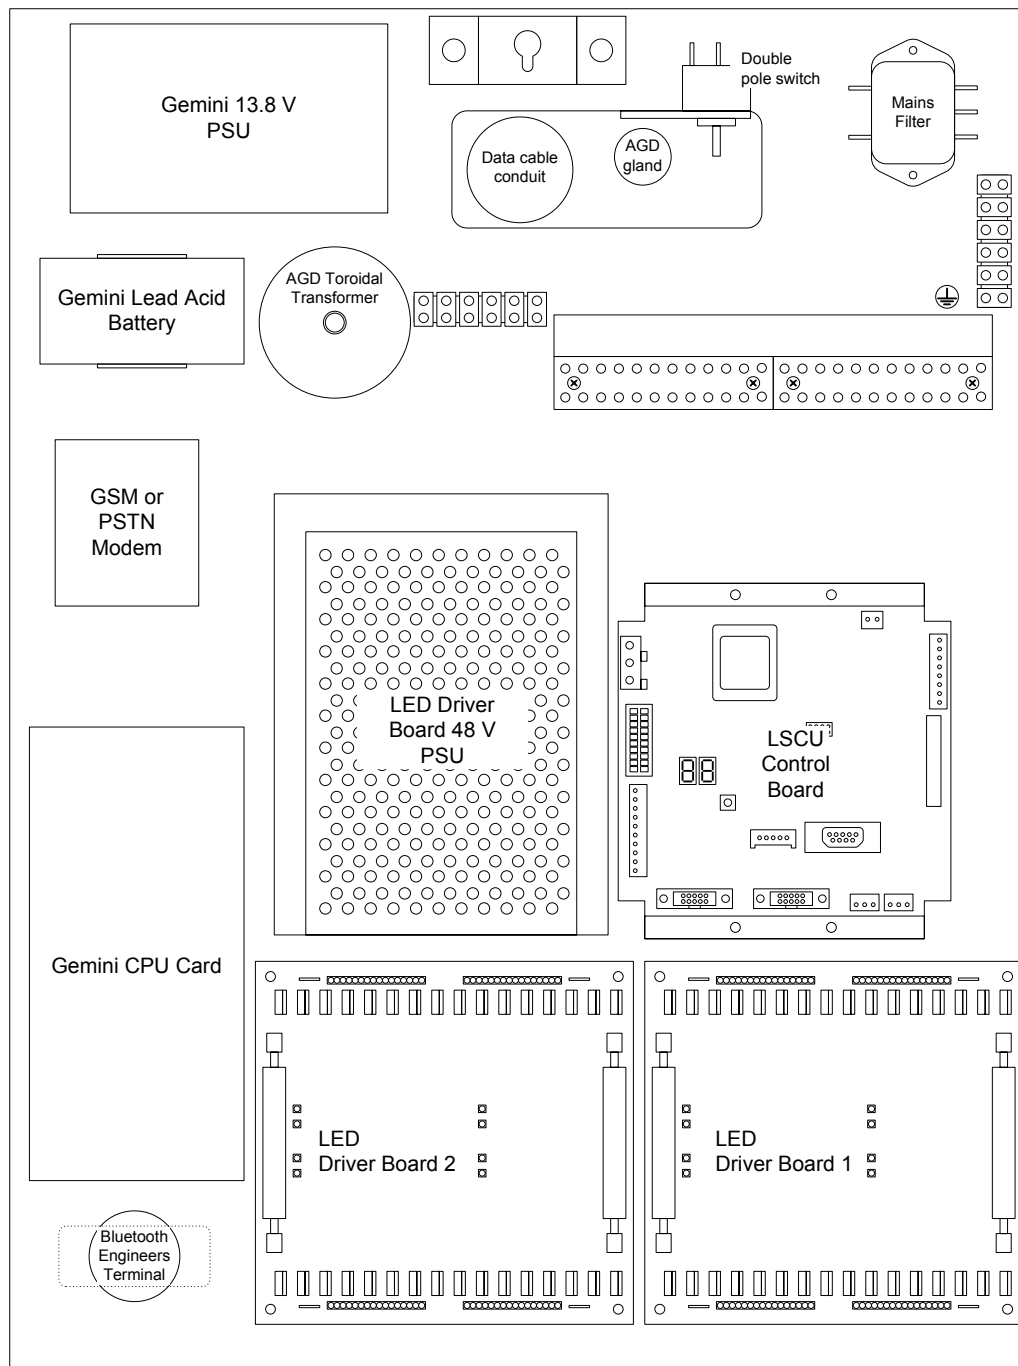 Gemini 13.8 V
PSU
Double
pole switch
Mains
Filter
Data cable
conduit
AGD
gland
Gemini Lead Acid
Battery
AGD Toroidal
Transformer
GSM or
PSTN
Modem
LED Driver
Board 48 V
PSU
LSCU
Control
Board
88
Gemini CPU Card
LED
Driver Board 2
LED
Driver Board 1
Bluetooth
Engineers
Terminal